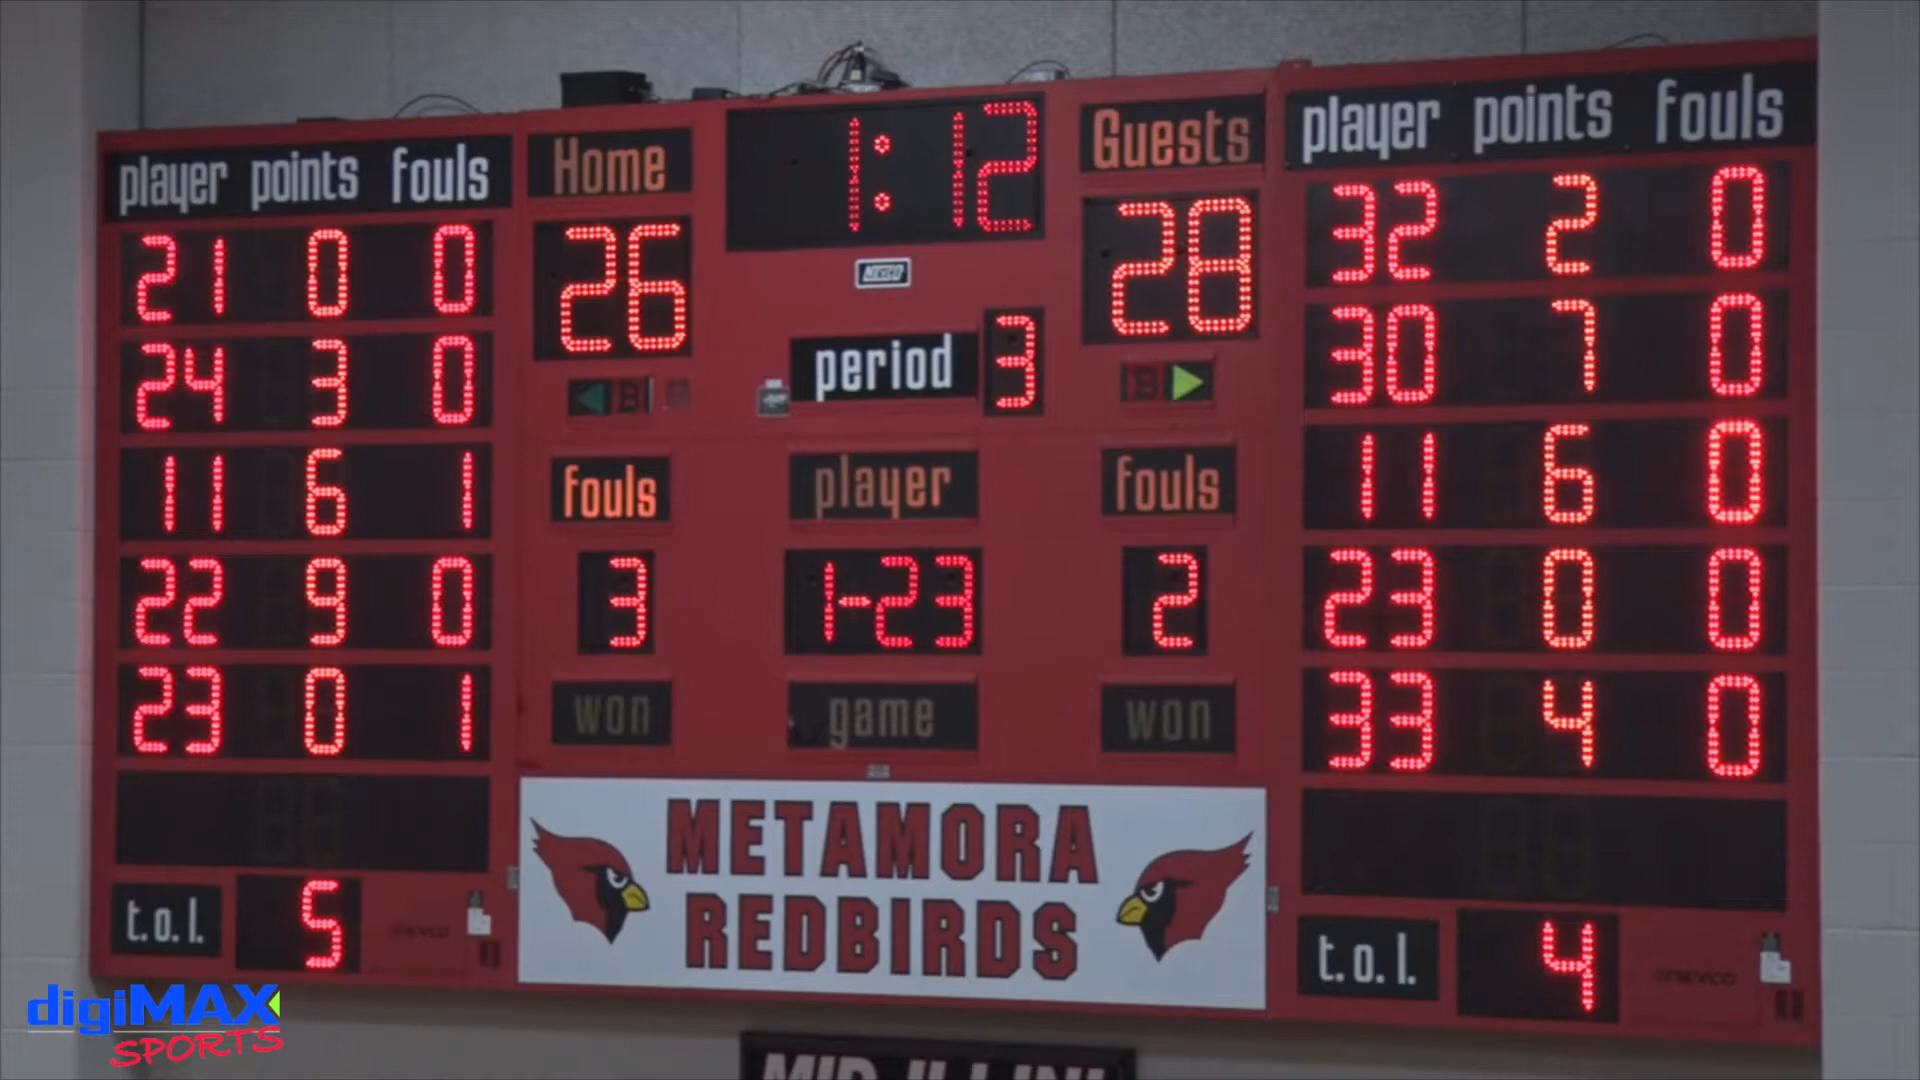 player points fouls
21 0 0
24 3 0
11 6 1
22 9 0
23 0 1
t.o.l. 5
Home 1:12 Guests
26 28
period 3
B B
fouls player fouls
3 1-23 2
won game won
METAMORA
REDBIRDS
player points fouls
32 2 0
30 7 0
11 6 0
23 0 0
33 4 0
t.o.l. 4
NEVCO
digiMAX
SPORTS